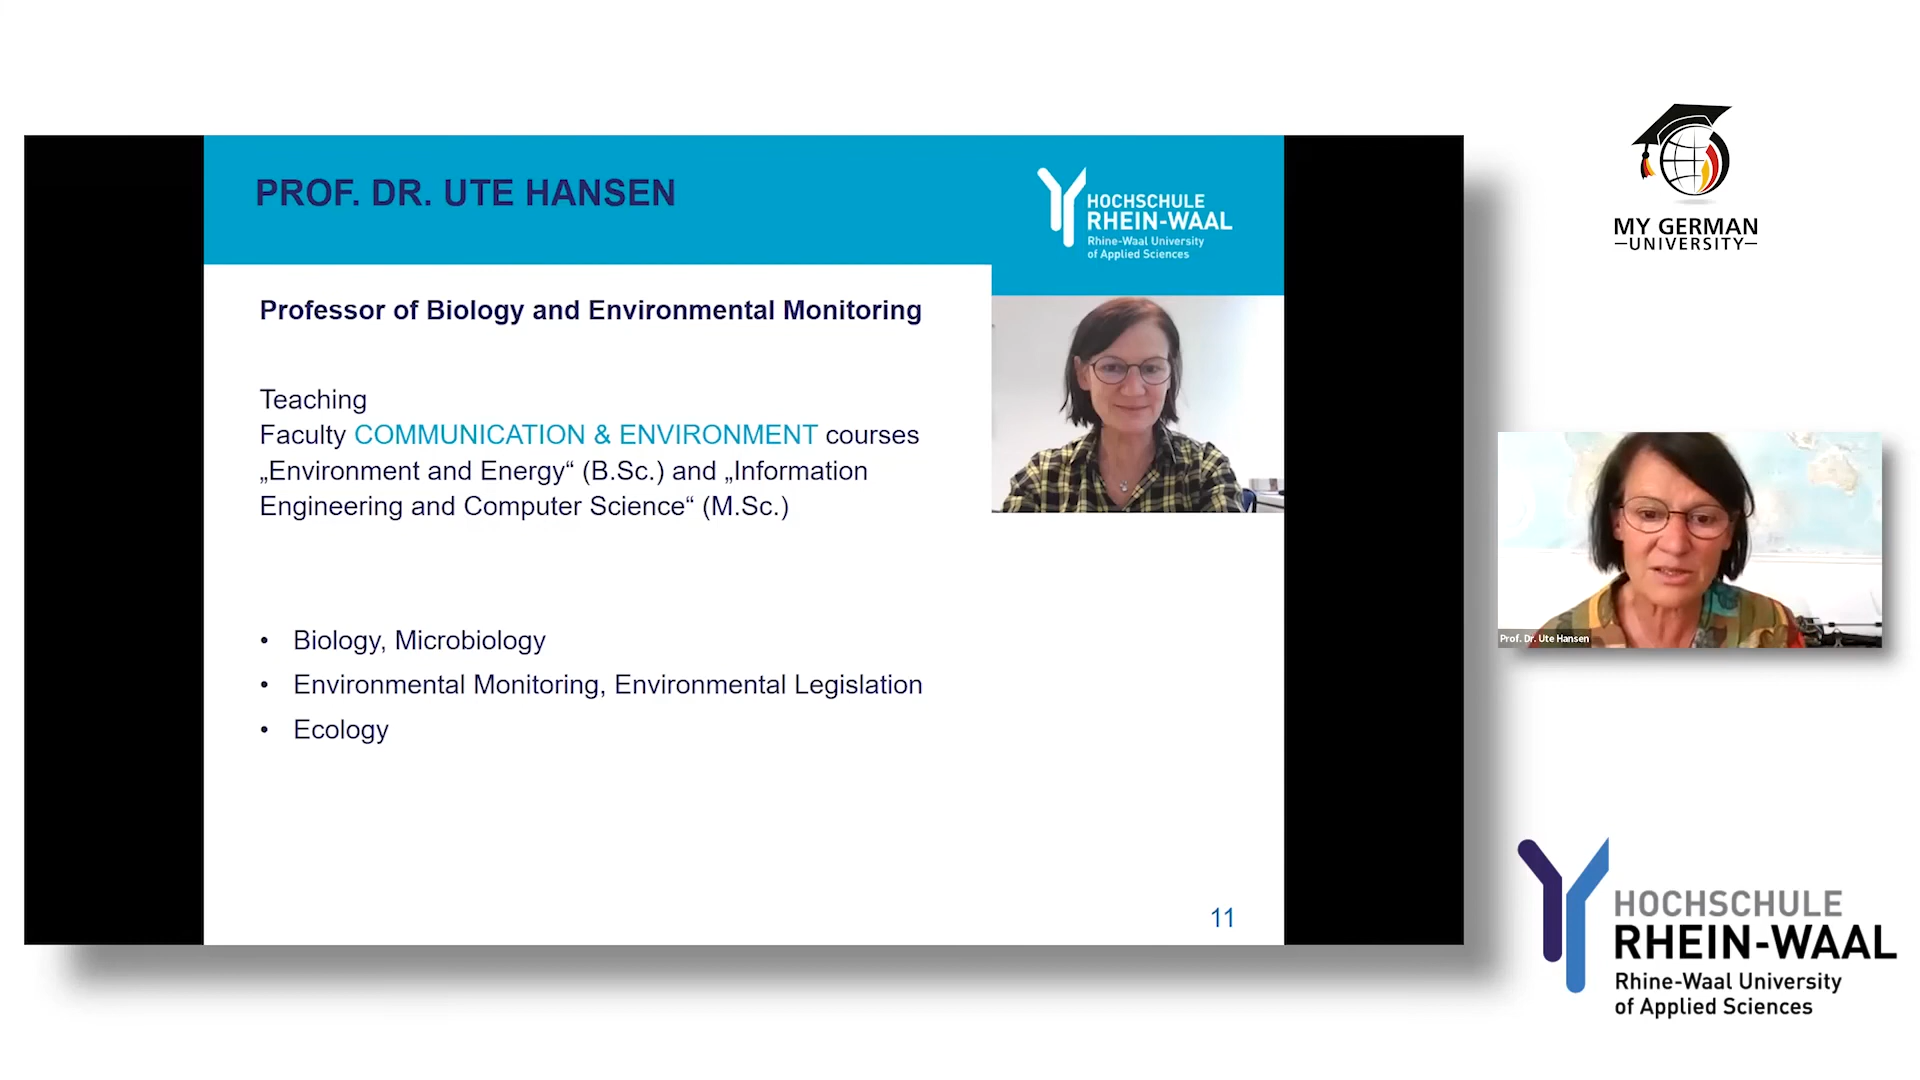 PROF. DR. UTE HANSEN
HOCHSCHULE
RHEIN-WAAL
Rhine-Waal University
of Applied Sciences
Professor of Biology and Environmental Monitoring
Teaching
Faculty COMMUNICATION & ENVIRONMENT courses
„Environment and Energy“ (B.Sc.) and „Information
Engineering and Computer Science“ (M.Sc.)
• Biology, Microbiology
• Environmental Monitoring, Environmental Legislation
• Ecology
11
MY GERMAN
UNIVERSITY
Prof. Dr. Ute Hansen
HOCHSCHULE
RHEIN-WAAL
Rhine-Waal University
of Applied Sciences